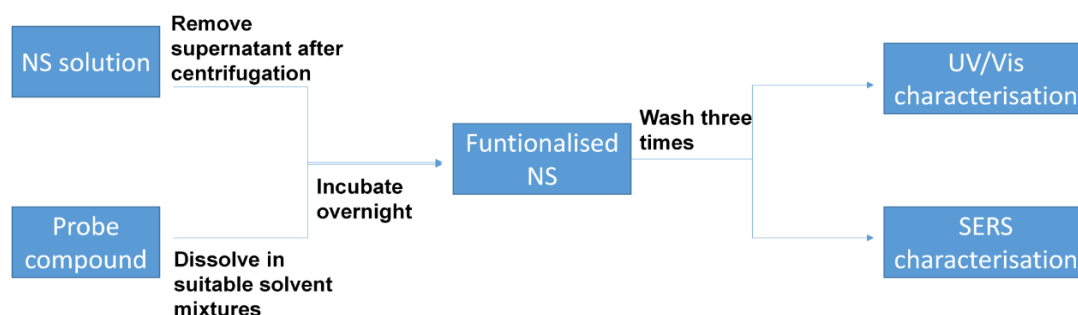 NS solution
Remove
supernatant after
centrifugation
Probe
compound
Dissolve in
suitable solvent
mixtures
Incubate
overnight
Funtionalised
NS
Wash three
times
UV/Vis
characterisation
SERS
characterisation